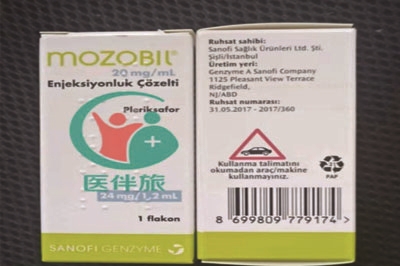 MOZOBIL®
20 mg/mL
Enjeksiyonluk Çözelti
Pleriksafor
医伴旅
24 mg/1,2 mL
1 flakon
SANOFI GENZYME
Ruhsat sahibi:
Sanofi Sağlık Ürünleri Ltd. Şti.
Şişli/İstanbul
Üretim yeri:
Genzyme A Sanofi Company
1125 Pleasant View Terrace
Ridgefield,
NJ/ABD
Ruhsat numarası:
31.05.2017 - 2017/360
Kullanma talimatını
okumadan araç/makine
kullanmayınız.
PAP
8 699809 779174 >